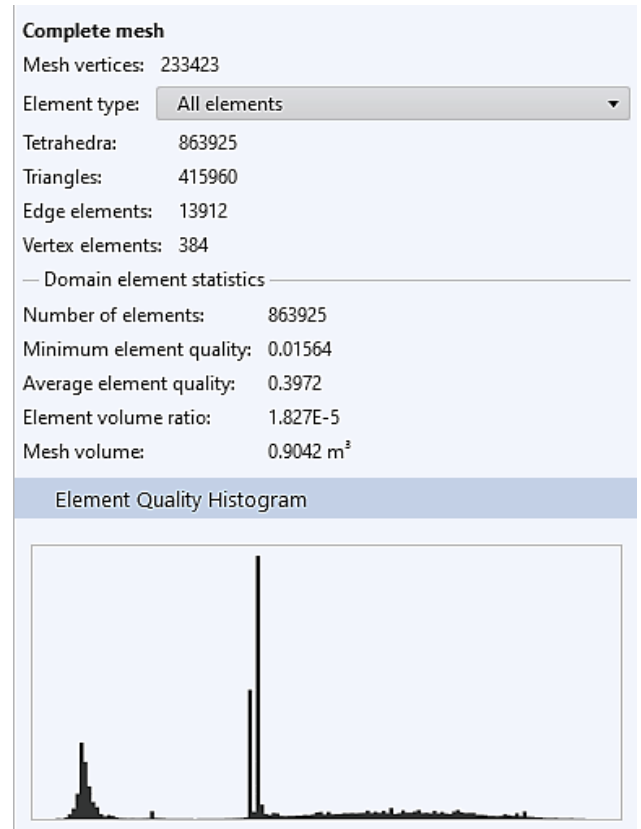 Complete mesh
Mesh vertices: 233423
Element type: All elements
Tetrahedra: 863925
Triangles: 415960
Edge elements: 13912
Vertex elements: 384
Domain element statistics
Number of elements: 863925
Minimum element quality: 0.01564
Average element quality: 0.3972
Element volume ratio: 1.827E-5
Mesh volume: 0.9042 m³
Element Quality Histogram